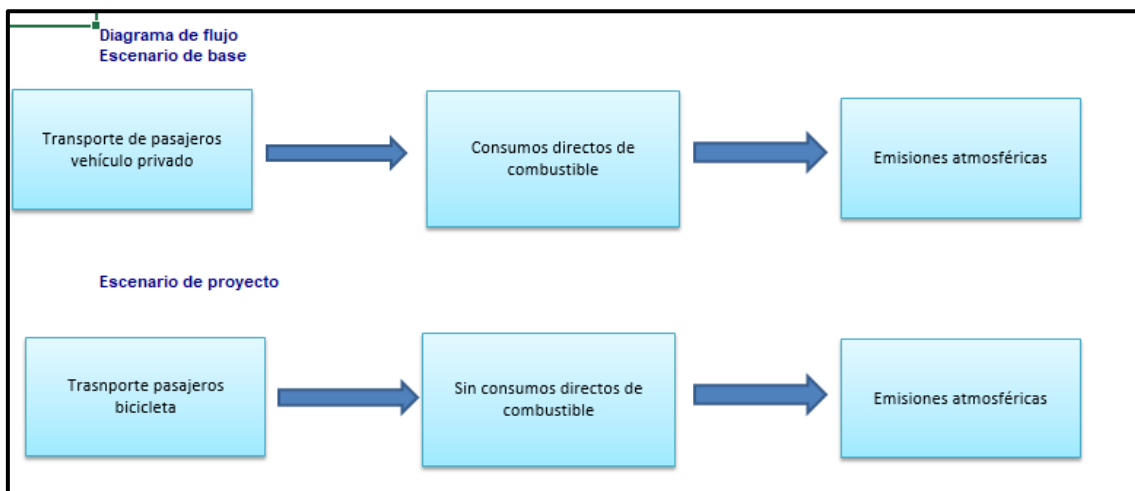 Diagrama de flujo
Escenario de base
Transporte de pasajeros
vehículo privado
Consumos directos de
combustible
Emisiones atmosféricas
Escenario de proyecto
Trasnporte pasajeros
bicicleta
Sin consumos directos de
combustible
Emisiones atmosféricas